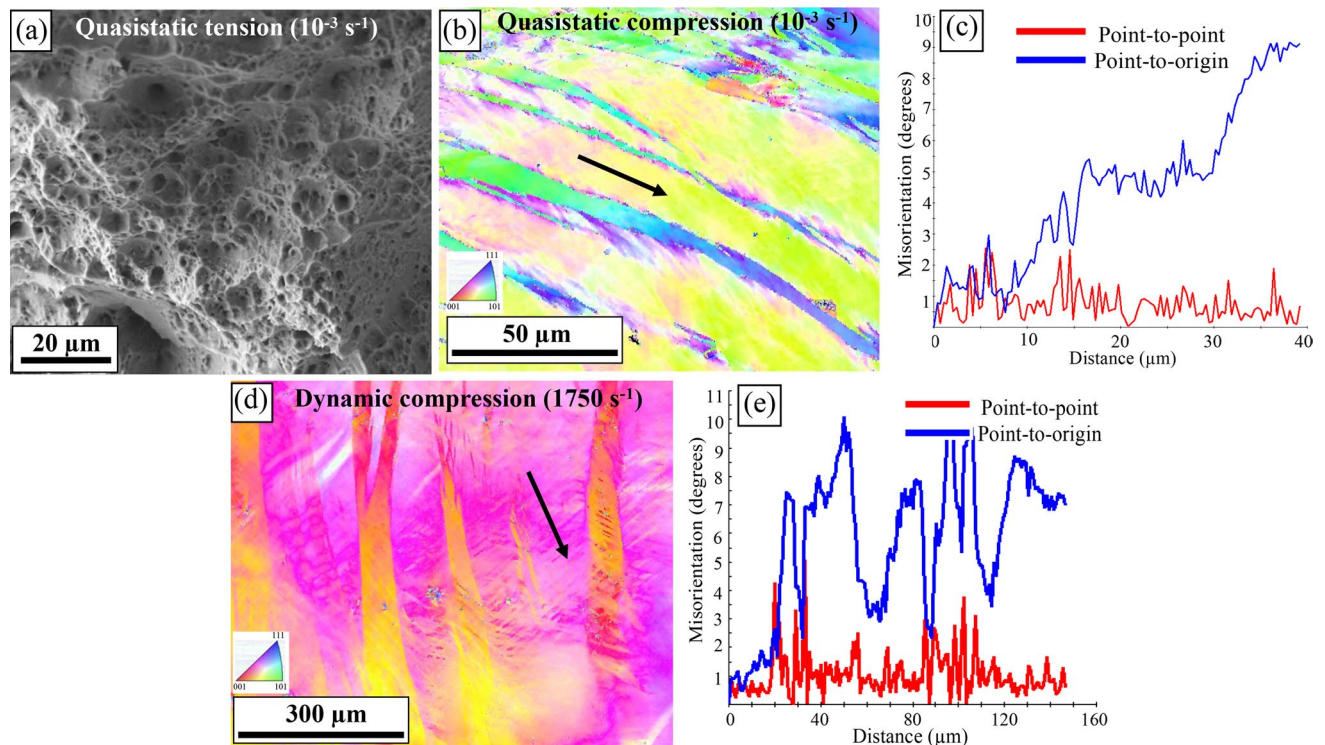 (a) Quasistatic tension (10⁻³ s⁻¹)
20 µm
(b) Quasistatic compression (10⁻³ s⁻¹)
111
001 101
50 µm
(c)
Point-to-point
Point-to-origin
Misorientation (degrees)
10
9
8
7
6
5
4
3
2
1
0 10 20 30 40
Distance (µm)
(d) Dynamic compression (1750 s⁻¹)
111
001 101
300 µm
(e)
Point-to-point
Point-to-origin
Misorientation (degrees)
11
10
9
8
7
6
5
4
3
2
1
0 40 80 120 160
Distance (µm)